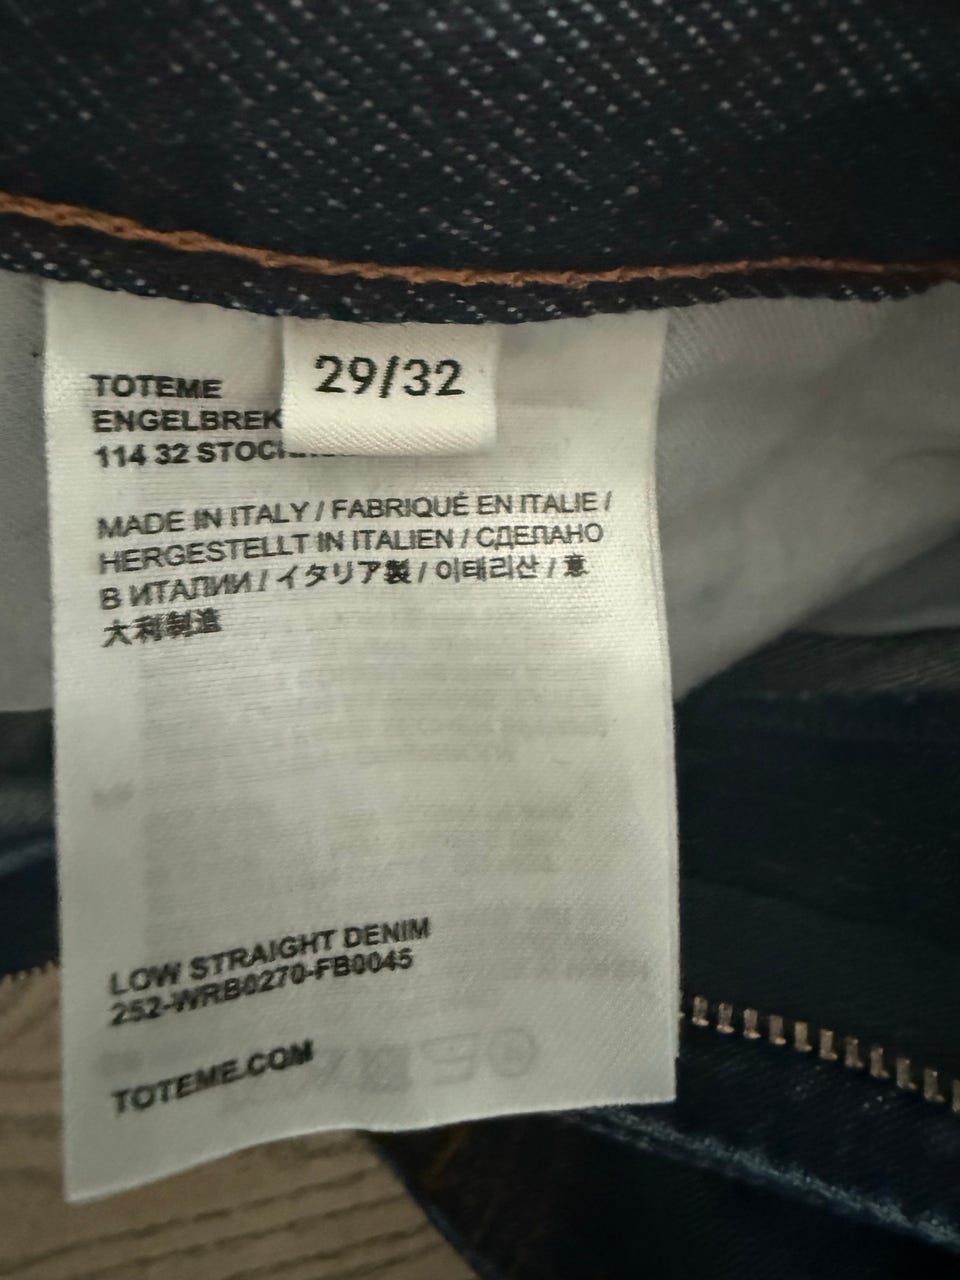 29/32
TOTEME
ENGELBREK
114 32
MADE IN ITALY / FABRIQUÉ EN ITALIE /
HERGESTELLT IN ITALIEN / СДЕЛАНО
В ИТАЛИИ / イタリア製 / 이태리산 / 意
大利制造
LOW STRAIGHT DENIM
252-WRB0270-FB0045
TOTEME.COM